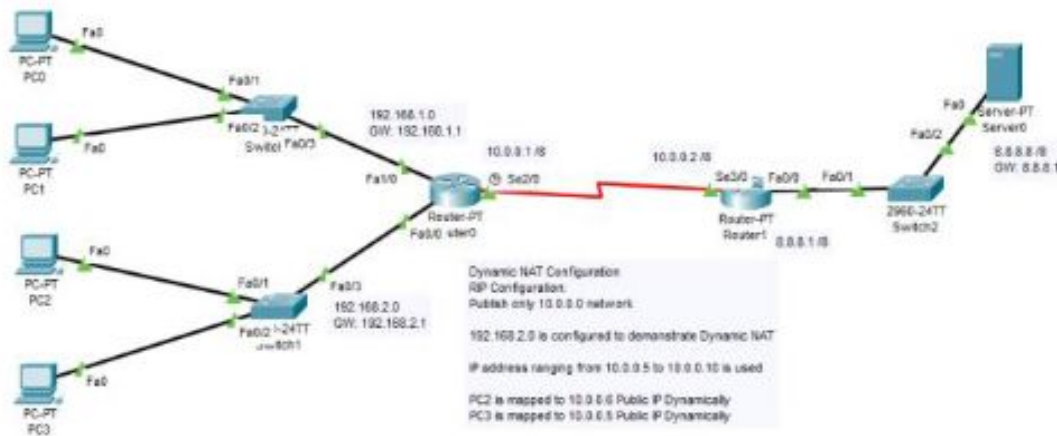 Fa0
PC-PT
PC0
Fa0/1
Fa0/2
-24TT
Switch
Fa0/3
Fa0
PC-PT
PC1
192.168.1.0
GW: 192.168.1.1
Fa1/0
10.0.0.1 /8
Se2/0
Router-PT
uter0
Fa0/0
10.0.0.2 /8
Se3/0
Fa0/0
Router-PT
Router1
8.8.8.1 /8
Fa0/1
2960-24TT
Switch2
Fa0/2
Fa0
Server-PT
Server0
8.8.8.8 /8
GW: 8.8.8.1
Fa0
PC-PT
PC2
Fa0/1
Fa0/2
-24TT
witch1
Fa0/3
192.168.2.0
GW: 192.168.2.1
Fa0
PC-PT
PC3
Dynamic NAT Configuration
RIP Configuration:
Publish only 10.0.0.0 network
192.168.2.0 is configured to demonstrate Dynamic NAT
IP address ranging from 10.0.0.5 to 10.0.0.10 is used
PC2 is mapped to 10.0.0.6 Public IP Dynamically
PC3 is mapped to 10.0.0.5 Public IP Dynamically